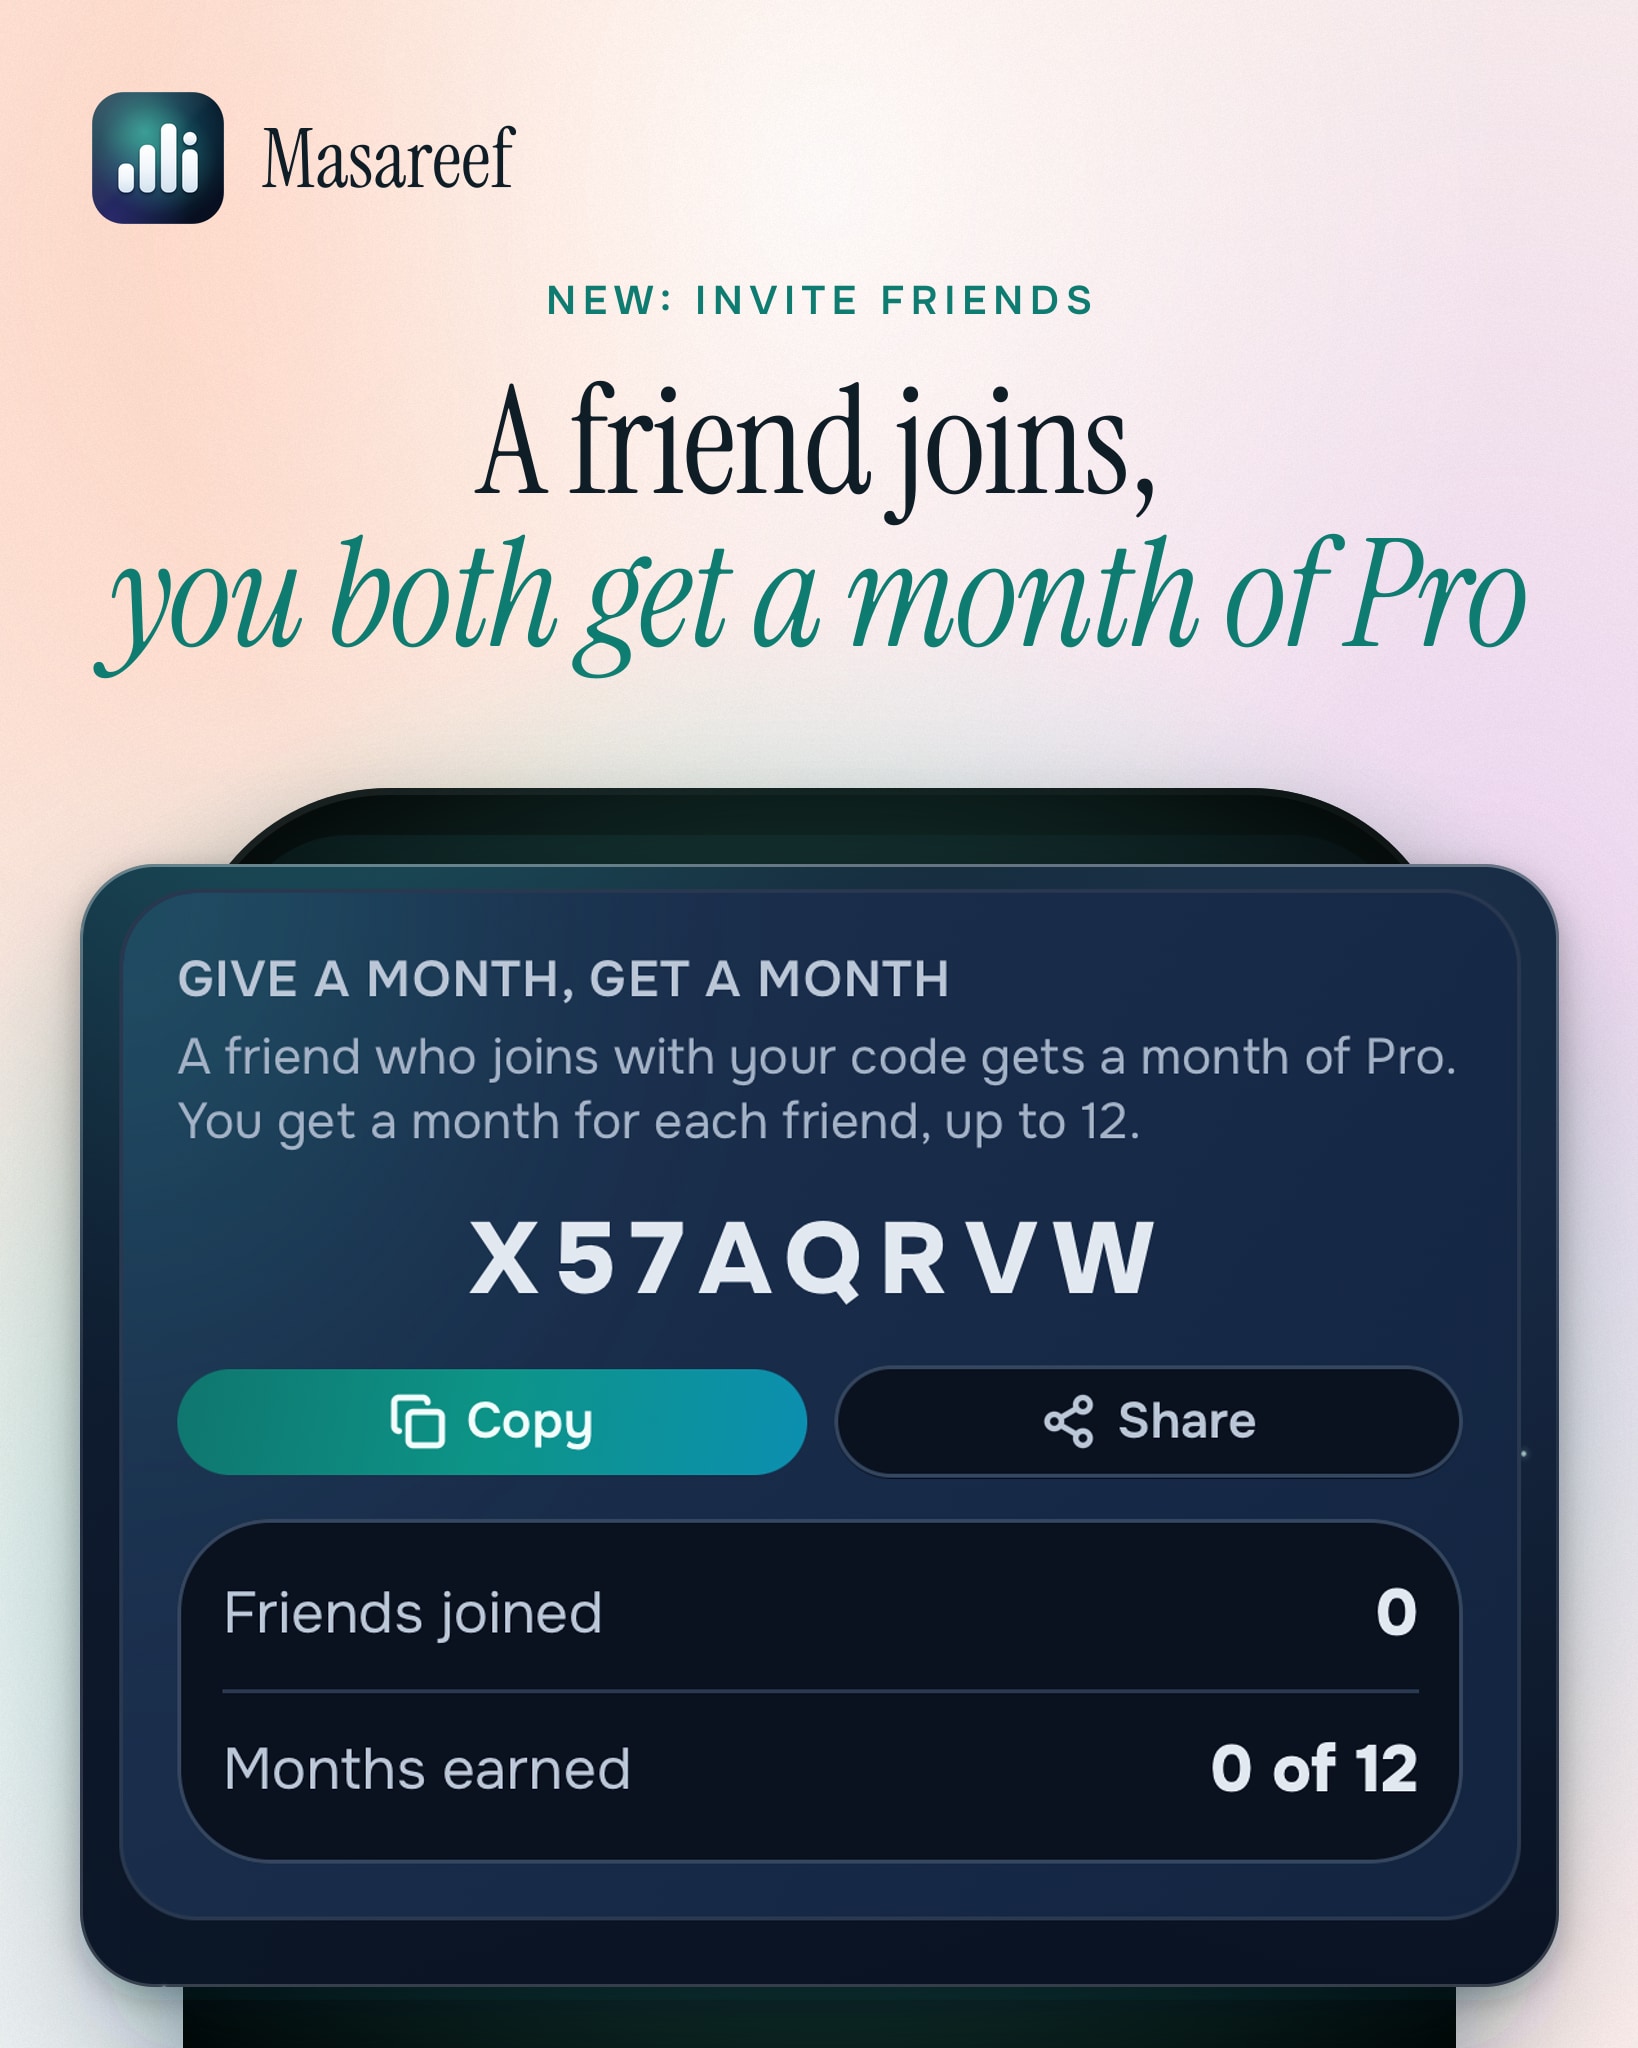 Masareef
NEW: INVITE FRIENDS
A friend joins,
you both get a month of Pro
GIVE A MONTH, GET A MONTH
A friend who joins with your code gets a month of Pro.
You get a month for each friend, up to 12.
X57AQRVW
Copy
Share
Friends joined 0
Months earned 0 of 12